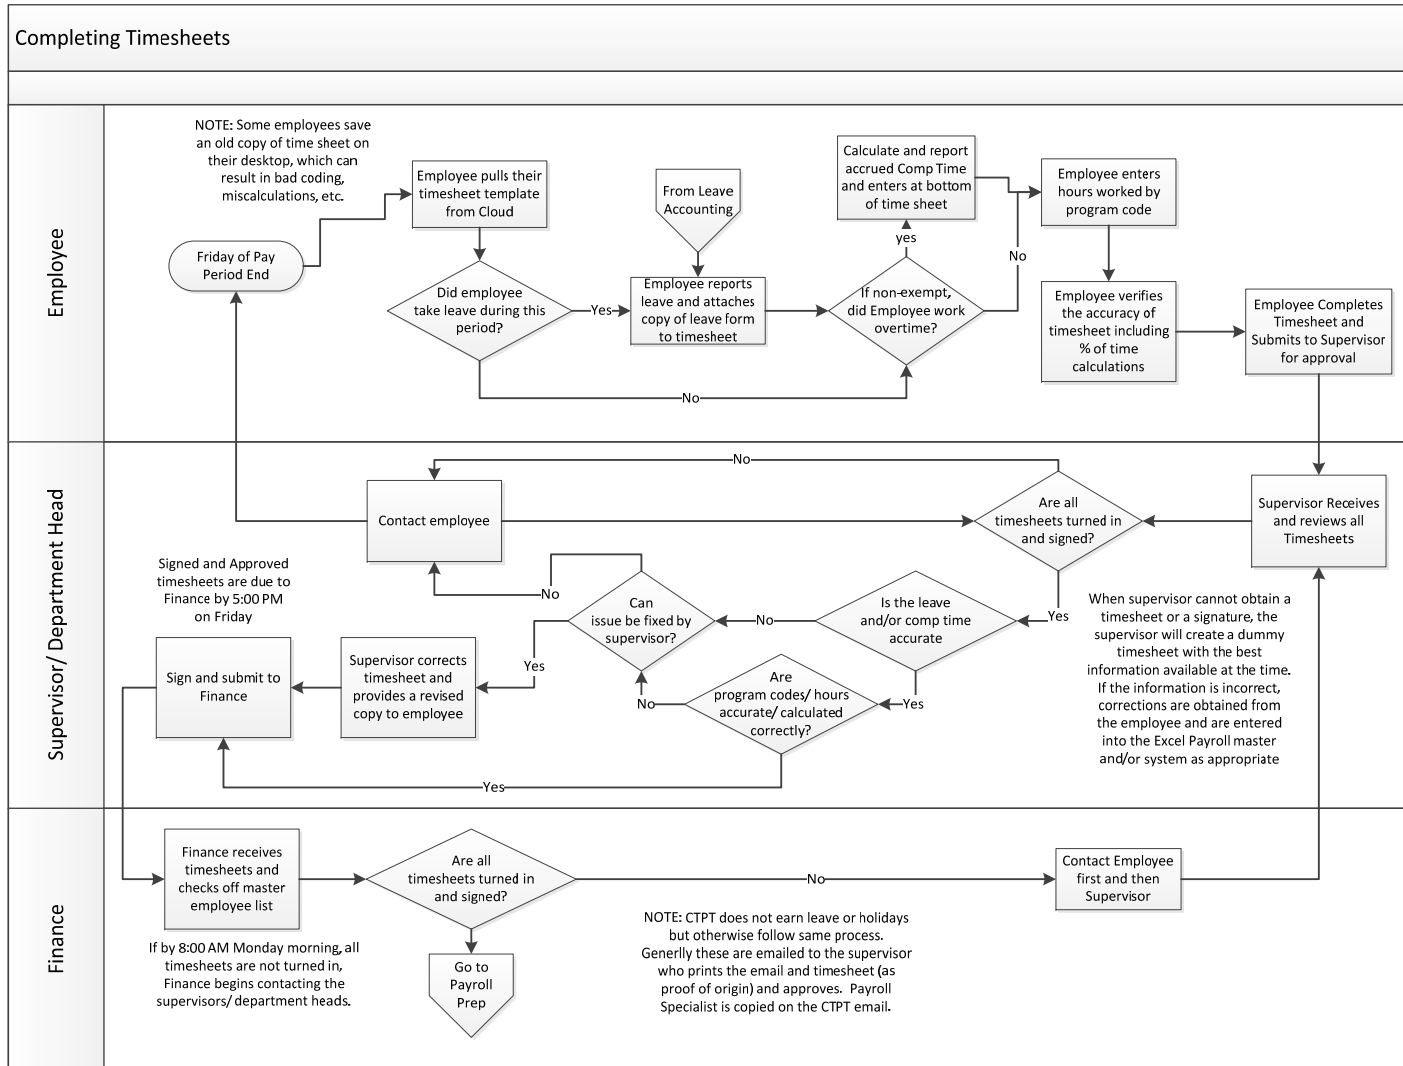 Completing Timesheets
Employee
NOTE: Some employees save
an old copy of time sheet on
their desktop, which can
result in bad coding,
miscalculations, etc.
Friday of Pay
Period End
Employee pulls their
timesheet template
from Cloud
Did employee
take leave during this
period?
Yes
No
From Leave
Accounting
Employee reports
leave and attaches
copy of leave form
to timesheet
If non-exempt,
did Employee work
overtime?
yes
No
Calculate and report
accrued Comp Time
and enters at bottom
of time sheet
Employee enters
hours worked by
program code
Employee verifies
the accuracy of
timesheet including
% of time
calculations
Employee Completes
Timesheet and
Submits to Supervisor
for approval
Supervisor/ Department Head
Supervisor Receives
and reviews all
Timesheets
Are all
timesheets turned in
and signed?
No
Yes
Contact employee
Is the leave
and/or comp time
accurate
No
Yes
Can
issue be fixed by
supervisor?
No
Yes
Are
program codes/ hours
accurate/ calculated
correctly?
No
Yes
Supervisor corrects
timesheet and
provides a revised
copy to employee
Signed and Approved
timesheets are due to
Finance by 5:00 PM
on Friday
Sign and submit to
Finance
When supervisor cannot obtain a
timesheet or a signature, the
supervisor will create a dummy
timesheet with the best
information available at the time.
If the information is incorrect,
corrections are obtained from
the employee and are entered
into the Excel Payroll master
and/or system as appropriate
Finance
Finance receives
timesheets and
checks off master
employee list
If by 8:00 AM Monday morning, all
timesheets are not turned in,
Finance begins contacting the
supervisors/ department heads.
Are all
timesheets turned in
and signed?
No
Go to
Payroll
Prep
Contact Employee
first and then
Supervisor
NOTE: CTPT does not earn leave or holidays
but otherwise follow same process.
Generlly these are emailed to the supervisor
who prints the email and timesheet (as
proof of origin) and approves.  Payroll
Specialist is copied on the CTPT email.